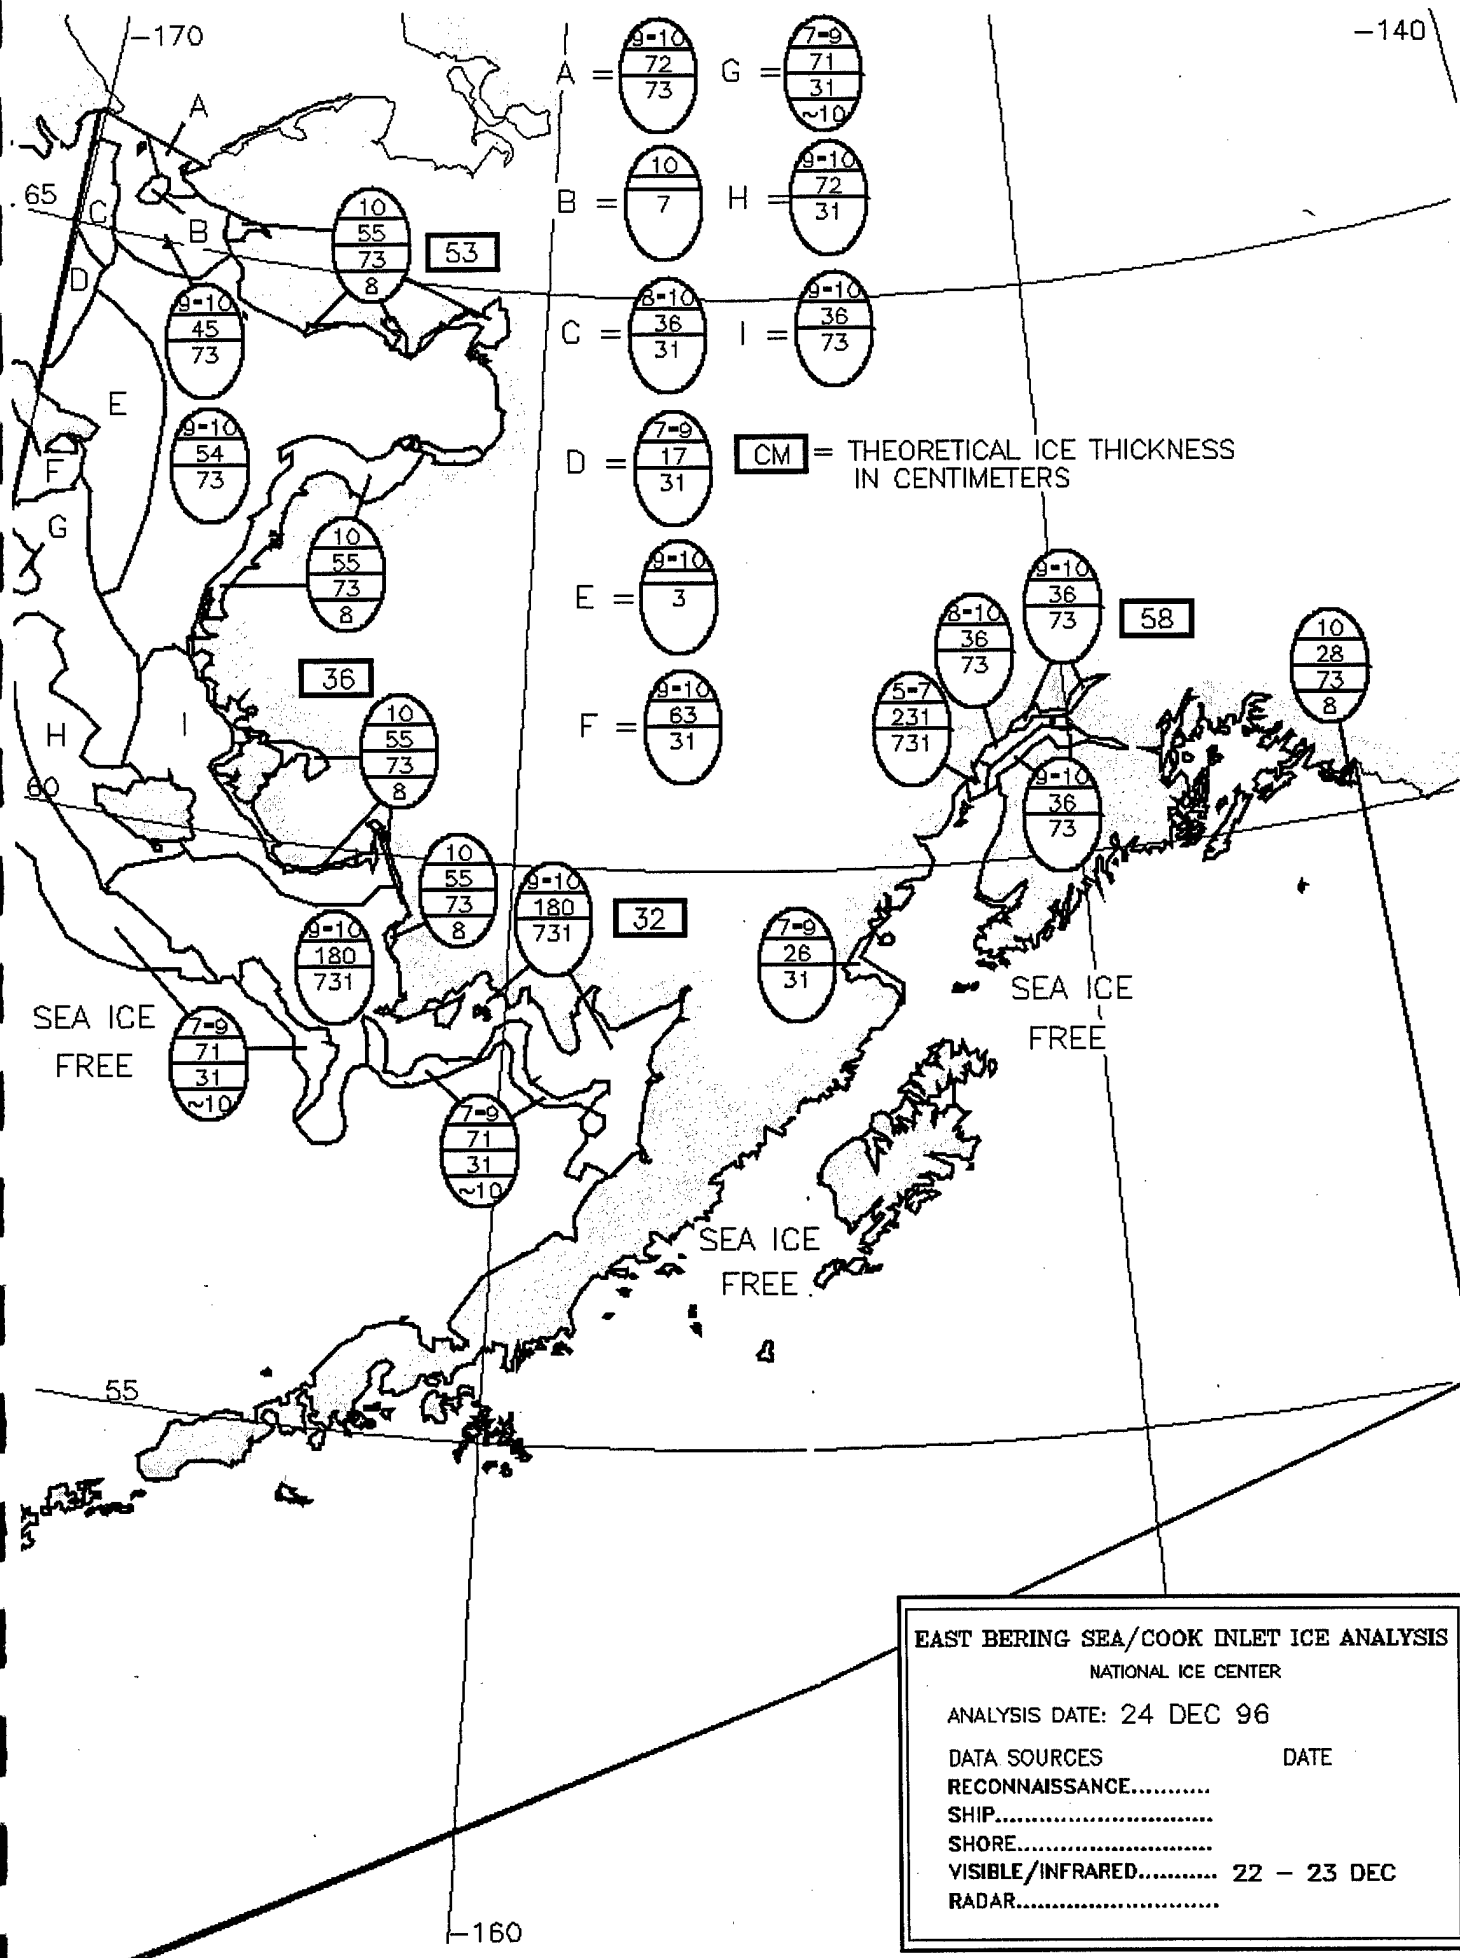 -170
-140
A =
9-10
72
73
G =
7-9
71
31
~10
A
65
C
B
D
10
55
73
8
53
B =
10
7
H =
9-10
72
31
9-10
45
73
C =
8-10
36
31
I =
9-10
36
73
E
9-10
54
73
F
G
D =
7-9
17
31
CM = THEORETICAL ICE THICKNESS
IN CENTIMETERS
10
55
73
8
E =
9-10
3
9-10
36
73
58
8-10
36
73
10
28
73
8
36
5-7
231
731
F =
9-10
63
31
H
I
10
55
73
8
60
9-10
36
73
10
55
73
8
9-10
180
731
32
9-10
180
731
7-9
26
31
SEA ICE
FREE
SEA ICE
FREE
7-9
71
31
~10
7-9
71
31
~10
SEA ICE
FREE
55
EAST BERING SEA/COOK INLET ICE ANALYSIS
NATIONAL ICE CENTER
ANALYSIS DATE: 24 DEC 96
DATA SOURCES DATE
RECONNAISSANCE...........
SHIP.............................
SHORE..........................
VISIBLE/INFRARED.......... 22 - 23 DEC
RADAR...........................
-160